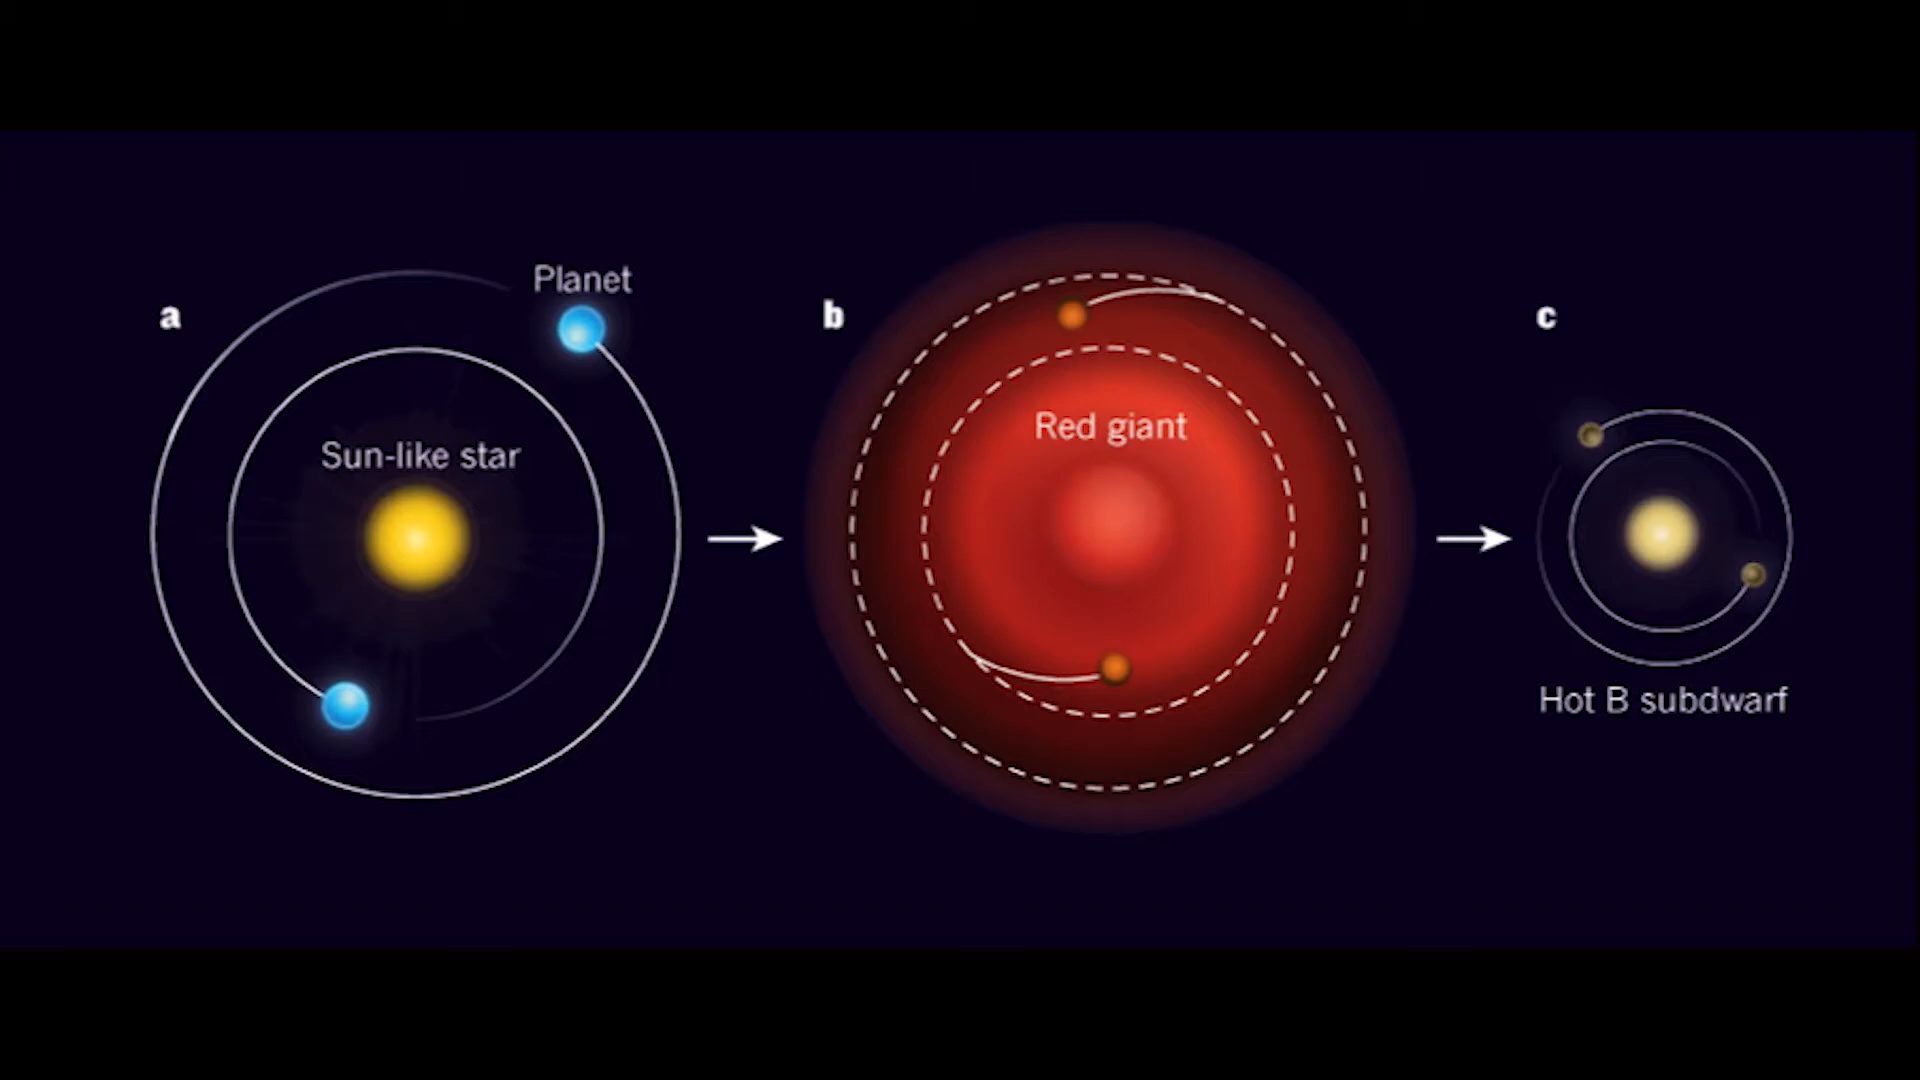 a
Planet
Sun-like star
b
Red giant
c
Hot B subdwarf